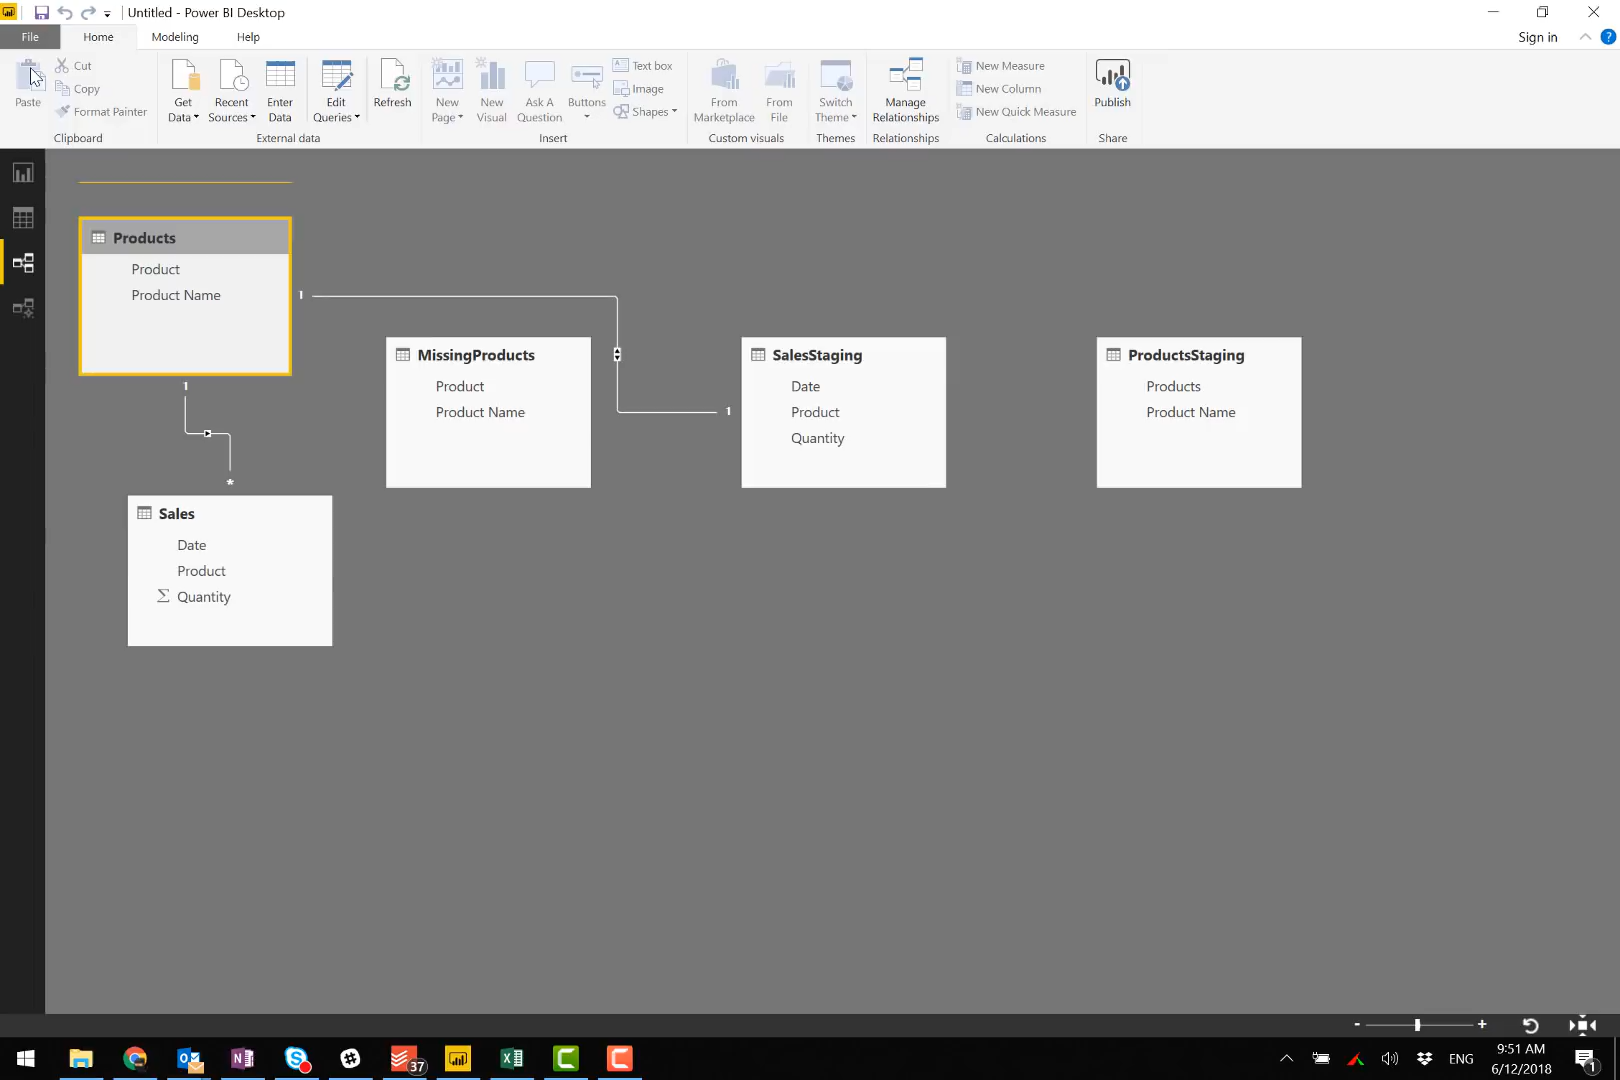 Untitled - Power BI Desktop
File Home Modeling Help Sign in
Paste
Cut
Copy
Format Painter
Clipboard
Get Data
Recent Sources
Enter Data
External data
Edit Queries
Refresh
New Page
New Visual
Ask A Question
Buttons
Text box
Image
Shapes
Insert
From Marketplace
From File
Custom visuals
Switch Theme
Themes
Manage Relationships
Relationships
New Measure
New Column
New Quick Measure
Calculations
Publish
Share
Products
Product
Product Name
1
1
MissingProducts
Product
Product Name
SalesStaging
Date
Product
Quantity
1
ProductsStaging
Products
Product Name
*
Sales
Date
Product
Σ Quantity
- +
37
ENG
9:51 AM
6/12/2018
1